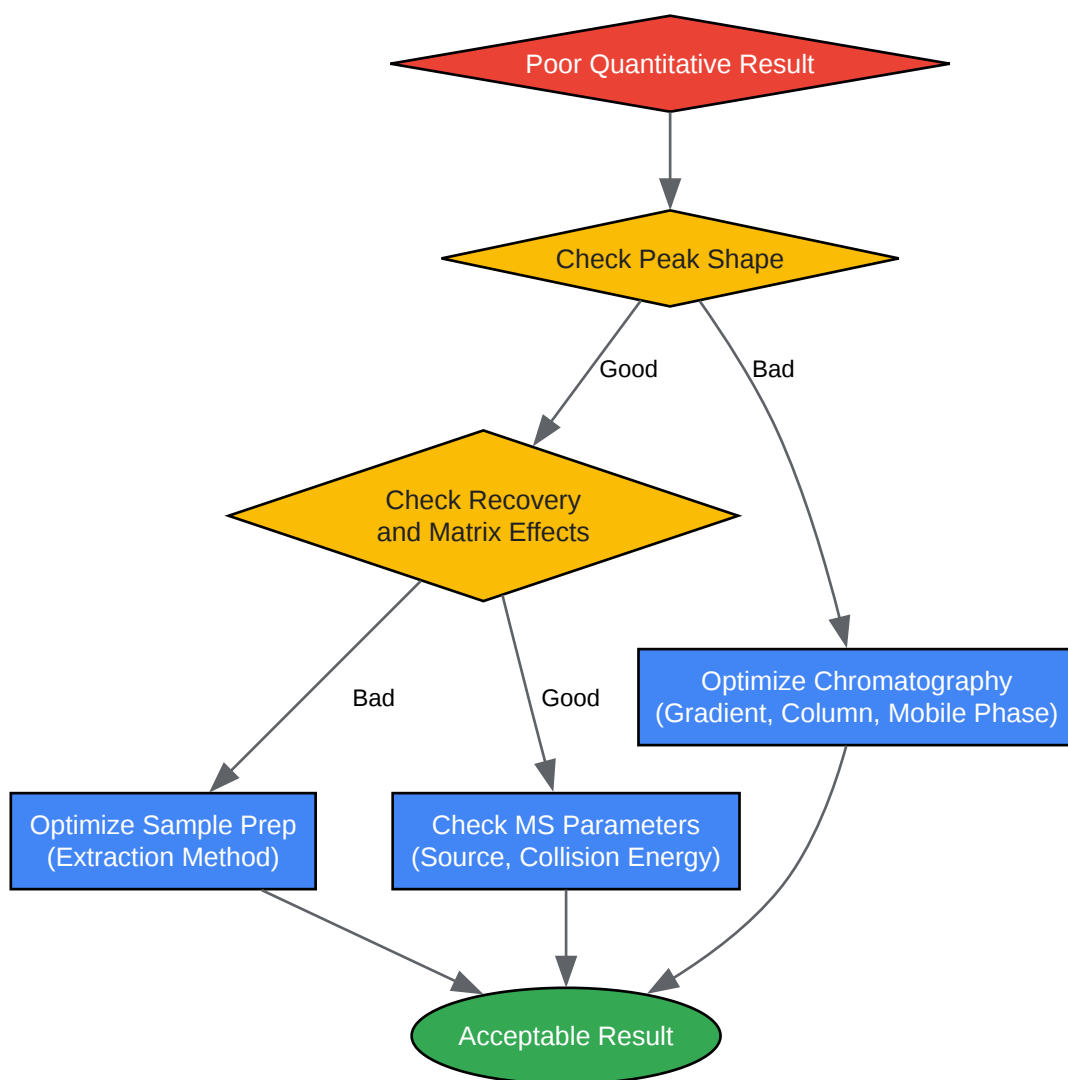 Poor Quantitative Result
Check Peak Shape
Good
Bad
Check Recovery
and Matrix Effects
Bad
Good
Optimize Chromatography
(Gradient, Column, Mobile Phase)
Optimize Sample Prep
(Extraction Method)
Check MS Parameters
(Source, Collision Energy)
Acceptable Result